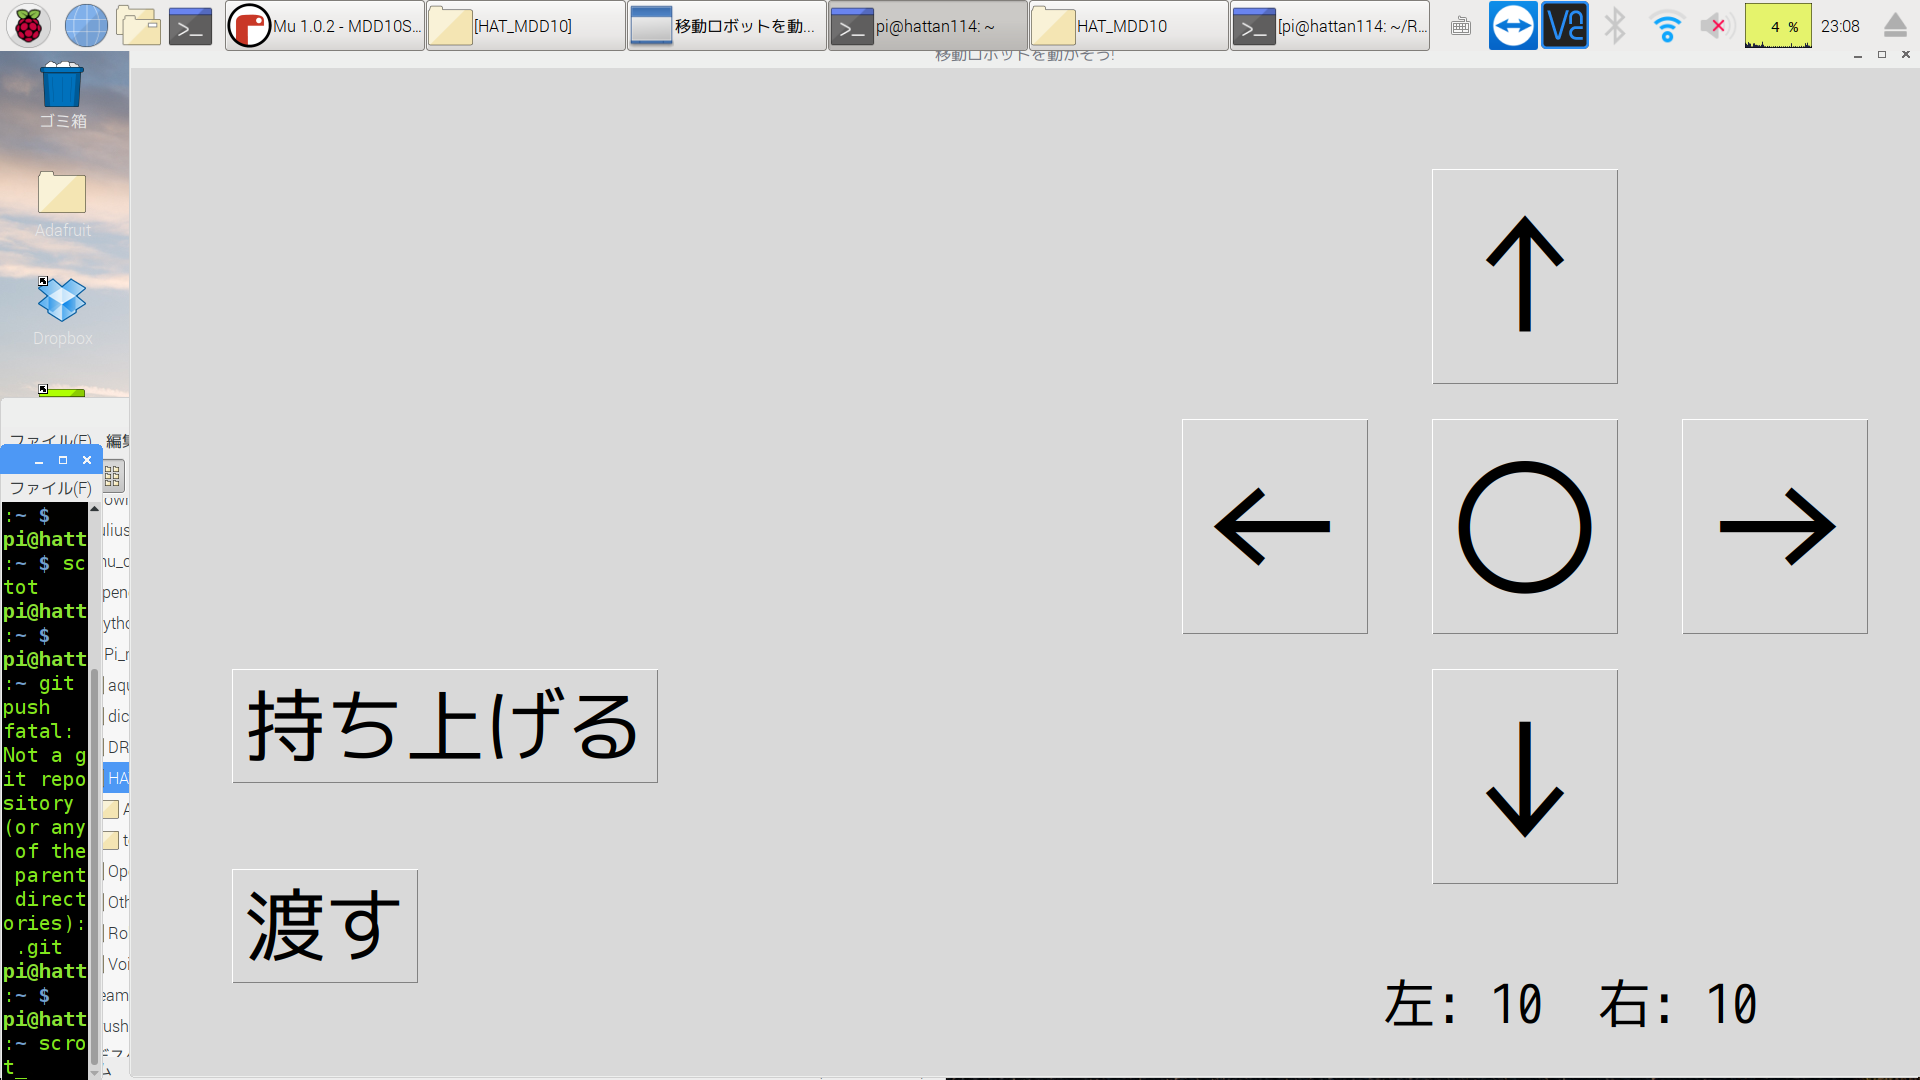 Mu 1.0.2 - MDD10S...
[HAT_MDD10]
移動ロボットを動...
pi@hattan114: ~
HAT_MDD10
[pi@hattan114: ~/R...
4 %
23:08
移動ロボットを動かそう!
ゴミ箱
Adafruit
Dropbox
ファイル(F) 編集
ファイル(F)
:~ $
pi@hatt
:~ $ sc
tot
pi@hatt
:~ $
pi@hatt
:~ git
push
fatal:
Not a g
it repo
sitory
(or any
of the
parent
direct
ories):
.git
pi@hatt
:~ $
pi@hatt
:~ scro
t_
ulius
pen
ytho
Pi_r
aqu
dic
DR
HA
A
t
Op
Oth
Ro
Voi
eam
ush
↑
← ○ →
↓
持ち上げる
渡す
左: 10 右: 10